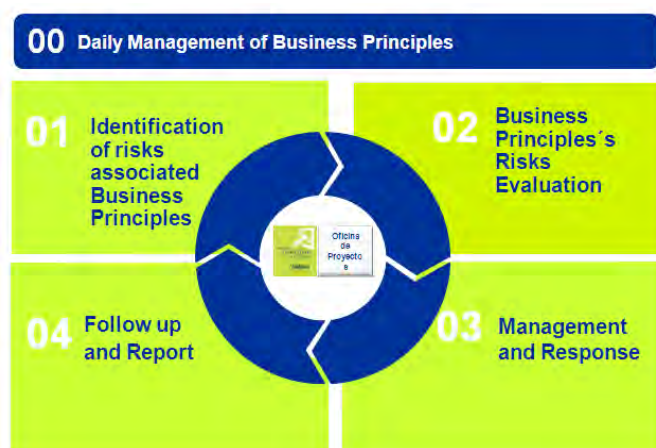 00 Daily Management of Business Principles
01 Identification
of risks
associated
Business
Principles
02 Business
Principles´s
Risks
Evaluation
Oficina
de
Proyecto
s
04 Follow up
and Report
03 Management
and Response